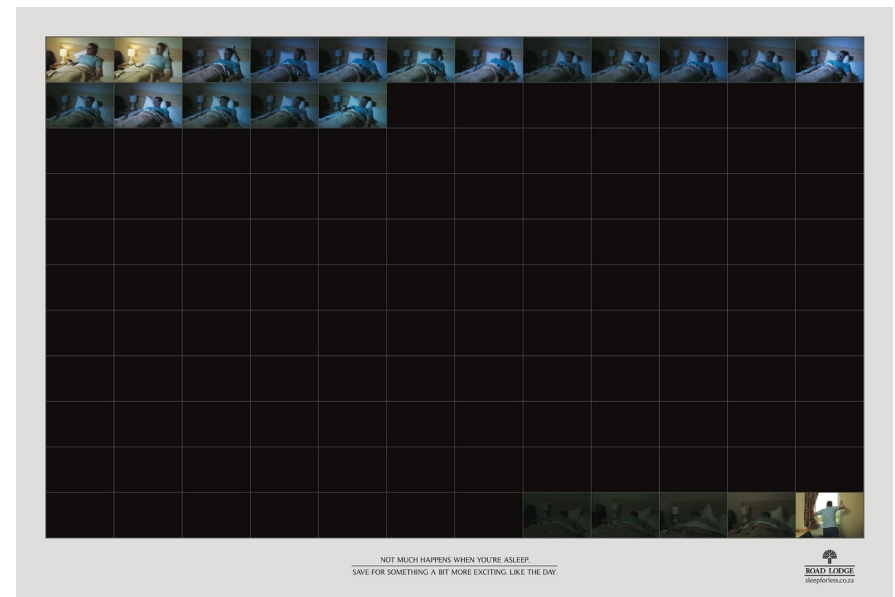 NOT MUCH HAPPENS WHEN YOU'RE ASLEEP.
SAVE FOR SOMETHING A BIT MORE EXCITING. LIKE THE DAY.
ROAD LODGE
sleepforless.co.za